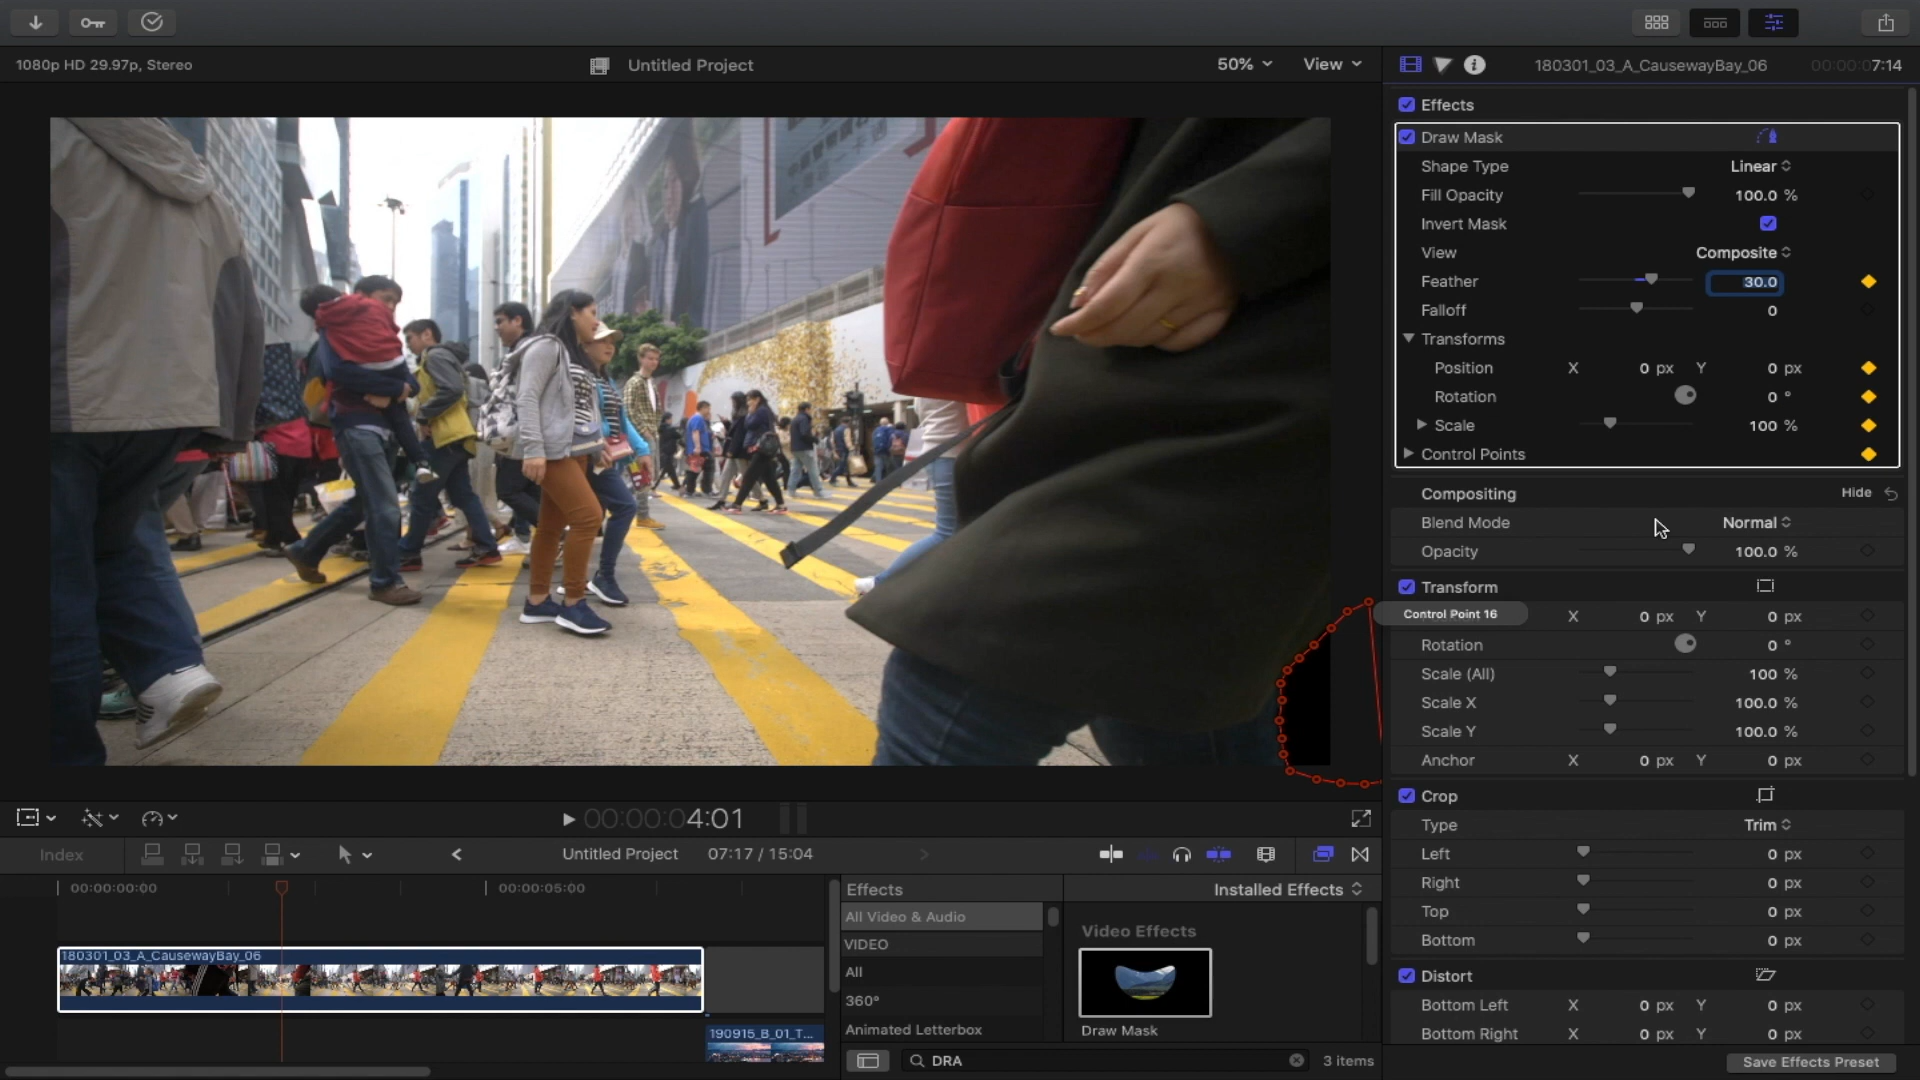 1080p HD 29.97p, Stereo
Untitled Project
50%
View
180301_03_A_CausewayBay_06
00:00:07:14
Effects
Draw Mask
Shape Type
Linear
Fill Opacity
100.0 %
Invert Mask
View
Composite
Feather
30.0
Falloff
0
Transforms
Position
X 0 px Y 0 px
Rotation
0 °
Scale
100 %
Control Points
Compositing
Hide
Blend Mode
Normal
Opacity
100.0 %
Transform
Control Point 16
X 0 px Y 0 px
Rotation
0 °
Scale (All)
100 %
Scale X
100.0 %
Scale Y
100.0 %
Anchor
X 0 px Y 0 px
Crop
Type
Trim
Left
0 px
Right
0 px
Top
0 px
Bottom
0 px
Distort
Bottom Left
X 0 px Y 0 px
Bottom Right
X 0 px Y 0 px
Save Effects Preset
00:00:04:01
Index
Untitled Project
07:17 / 15:04
00:00:00:00
00:00:05:00
180301_03_A_CausewayBay_06
190915_B_01_T...
Effects
Installed Effects
All Video & Audio
VIDEO
All
360°
Animated Letterbox
Video Effects
Draw Mask
DRA
3 items